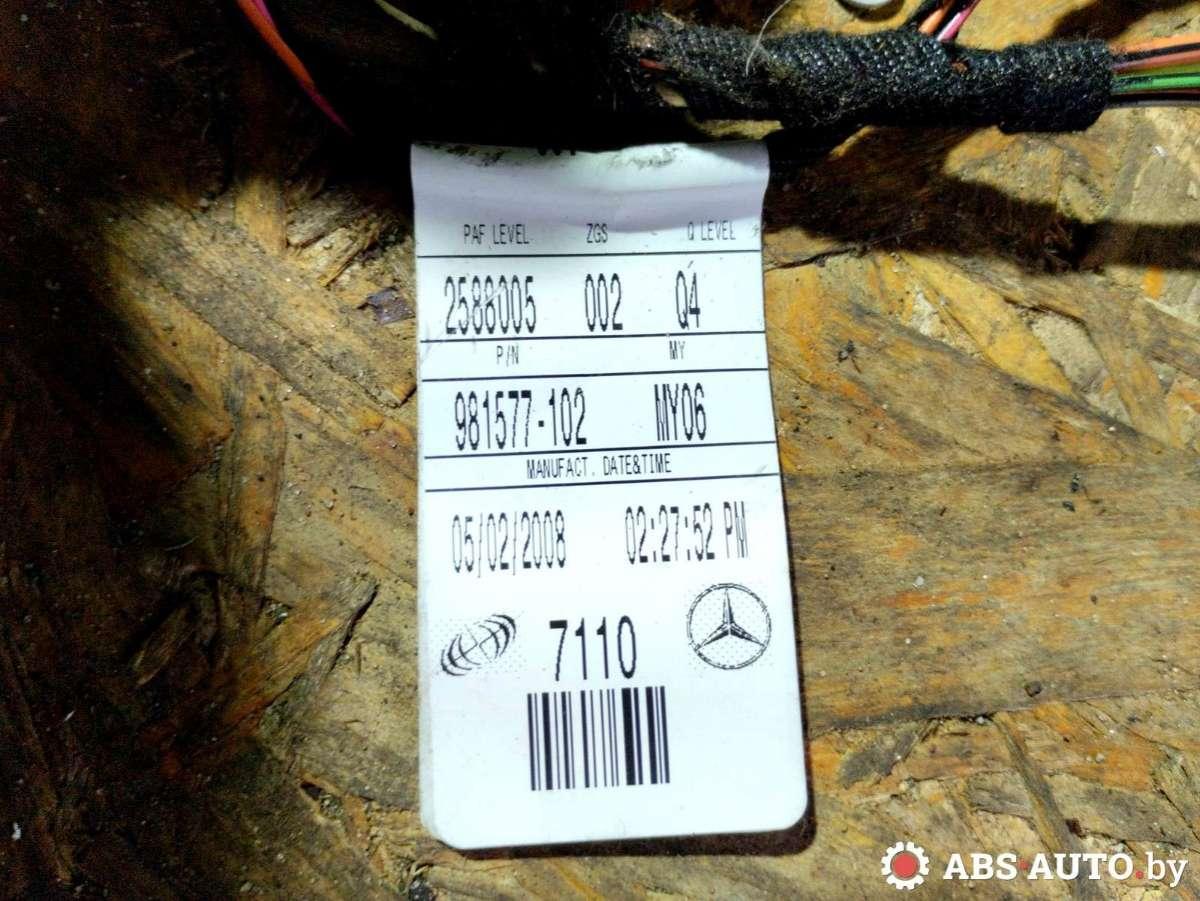 PAF LEVEL ZGS Q LEVEL
2588005 002 Q4
P/N MY
981577-102 MY06
MANUFACT. DATE&TIME
05/02/2008 02:27:52 PM
7110
ABS-AUTO.by